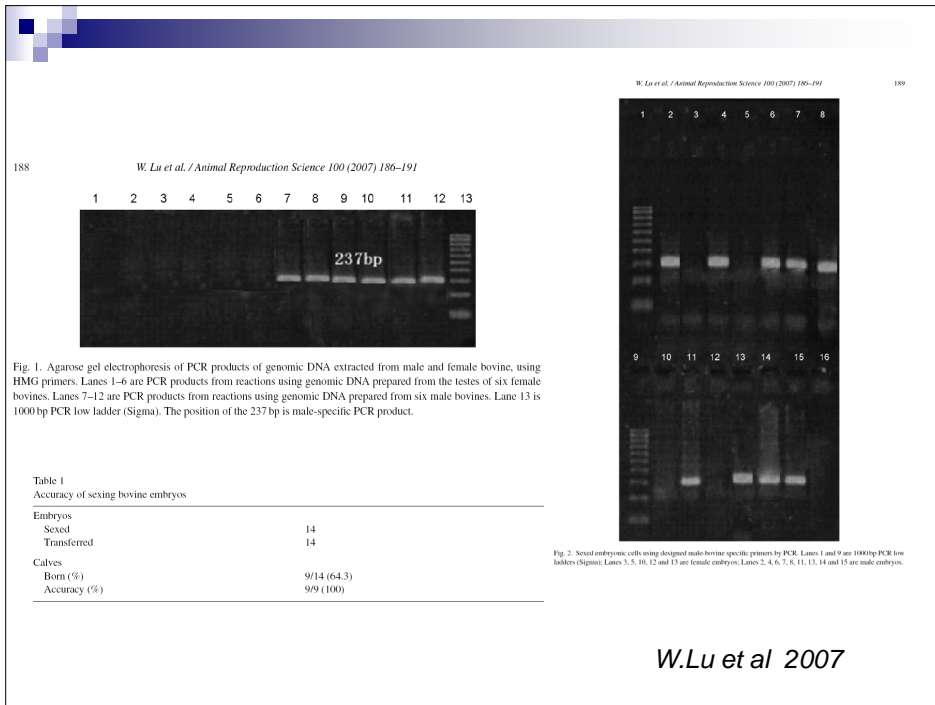 W. Lu et al. / Animal Reproduction Science 100 (2007) 186–191 189
1 2 3 4 5 6 7 8
9 10 11 12 13 14 15 16
Fig. 2. Sexed embryonic cells using designed male-bovine specific primers by PCR. Lanes 1 and 9 are 1000 bp PCR low
ladders (Sigma); Lanes 3, 5, 10, 12 and 13 are female embryos; Lanes 2, 4, 6, 7, 8, 11, 13, 14 and 15 are male embryos.
188 W. Lu et al. / Animal Reproduction Science 100 (2007) 186–191
1 2 3 4 5 6 7 8 9 10 11 12 13
237bp
Fig. 1. Agarose gel electrophoresis of PCR products of genomic DNA extracted from male and female bovine, using
HMG primers. Lanes 1–6 are PCR products from reactions using genomic DNA prepared from the testes of six female
bovines. Lanes 7–12 are PCR products from reactions using genomic DNA prepared from six male bovines. Lane 13 is
1000 bp PCR low ladder (Sigma). The position of the 237 bp is male-specific PCR product.
Table 1
Accuracy of sexing bovine embryos
Embryos
Sexed 14
Transferred 14
Calves
Born (%) 9/14 (64.3)
Accuracy (%) 9/9 (100)
W.Lu et al 2007